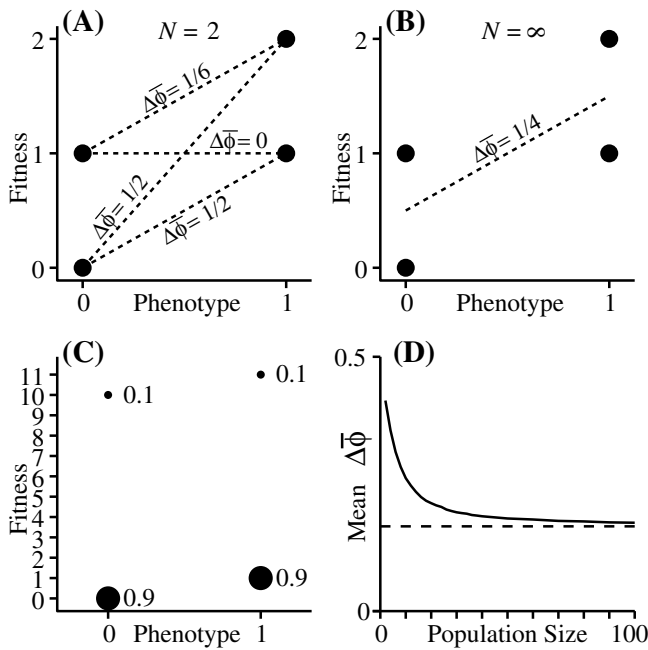 (A)
N = 2
2
1
0
Fitness
Δφ̅= 1/6
Δφ̅= 0
Δφ̅= 1/2
Δφ̅= 1/2
0
Phenotype
1
(B)
N = ∞
2
1
0
Fitness
Δφ̅= 1/4
0
Phenotype
1
(C)
11
10
9
8
7
6
5
4
3
2
1
0
Fitness
0.1
0.1
0.9
0.9
0
Phenotype
1
(D)
0.5
0
Mean Δφ̅
0
Population Size
100